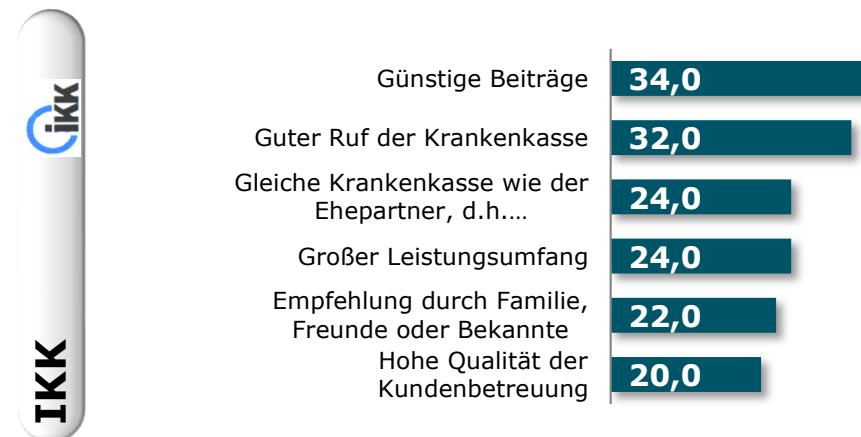 iKK
IKK
Günstige Beiträge 34,0
Guter Ruf der Krankenkasse 32,0
Gleiche Krankenkasse wie der
Ehepartner, d.h.… 24,0
Großer Leistungsumfang 24,0
Empfehlung durch Familie,
Freunde oder Bekannte 22,0
Hohe Qualität der
Kundenbetreuung 20,0